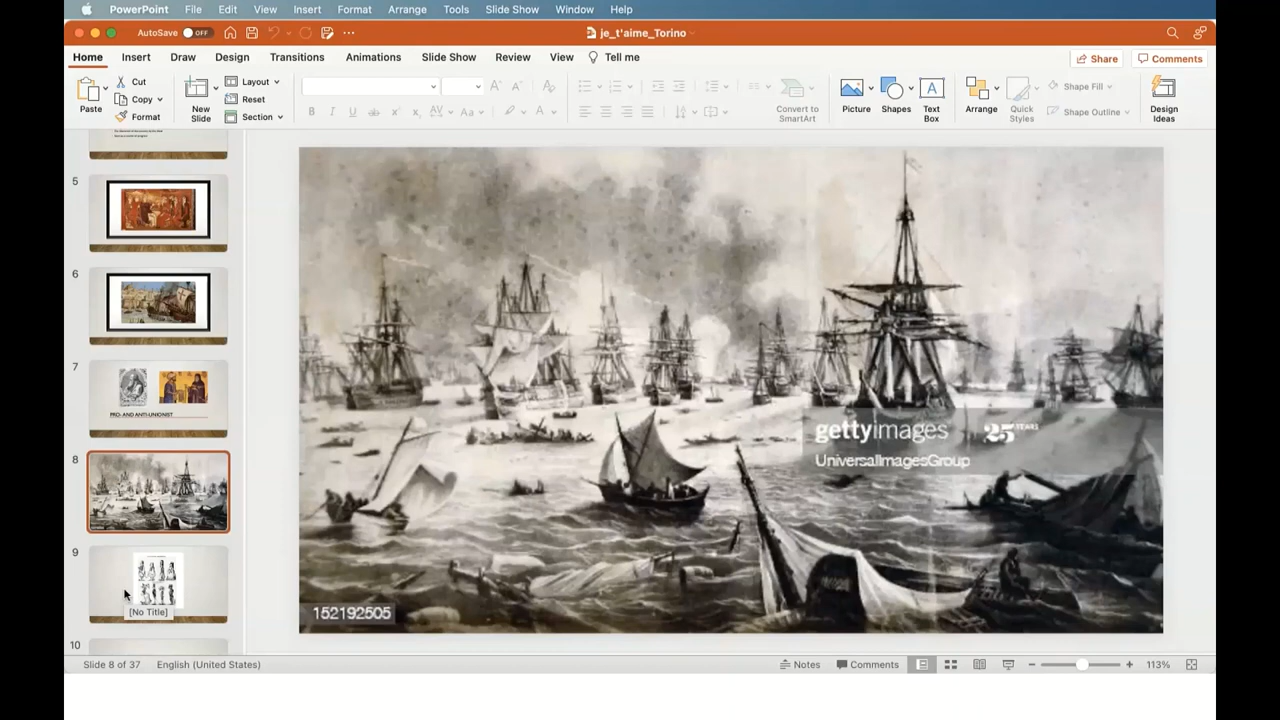 PowerPoint File Edit View Insert Format Arrange Tools Slide Show Window Help
AutoSave OFF
je_t'aime_Torino
Home Insert Draw Design Transitions Animations Slide Show Review View Tell me
Share Comments
Paste
Cut
Copy
Format
New
Slide
Layout
Reset
Section
Convert to
SmartArt
Picture
Shapes
Text
Box
Arrange
Quick
Styles
Shape Fill
Shape Outline
Design
Ideas
5
6
7
PRO- AND ANTI-UNIONIST
8
9
[No Title]
10
gettyimages 25 YEARS
UniversalImagesGroup
152192505
Slide 8 of 37 English (United States)
Notes Comments 113%